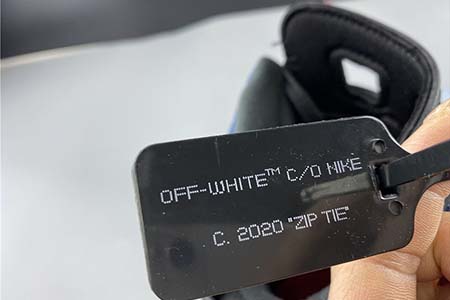 OFF-WHITE™ C/O NIKE
C. 2020 "ZIP TIE"